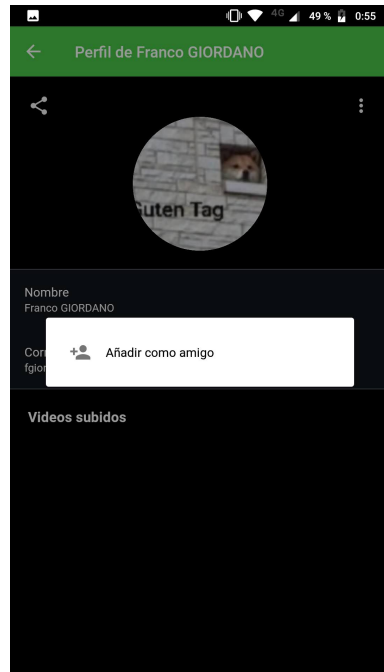 4G 49 % 0:55
Perfil de Franco GIORDANO
Guten Tag
Nombre
Franco GIORDANO
Añadir como amigo
Videos subidos